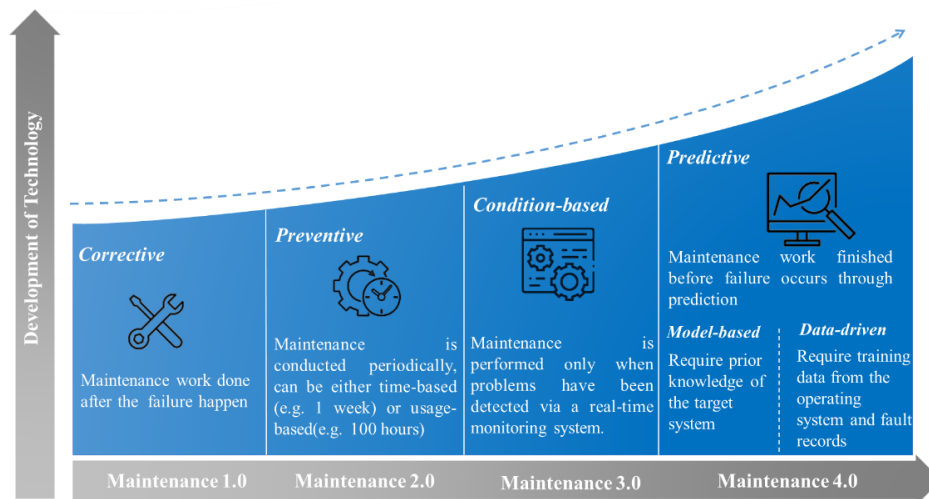 Development of Technology
Corrective
Maintenance work done
after the failure happen
Preventive
Maintenance is
conducted periodically,
can be either time-based
(e.g. 1 week) or usage-
based(e.g. 100 hours)
Condition-based
Maintenance is
performed only when
problems have been
detected via a real-time
monitoring system.
Predictive
Maintenance work finished
before failure occurs through
prediction
Model-based
Require prior
knowledge of
the target
system
Data-driven
Require training
data from the
operating
system and fault
records
Maintenance 1.0
Maintenance 2.0
Maintenance 3.0
Maintenance 4.0